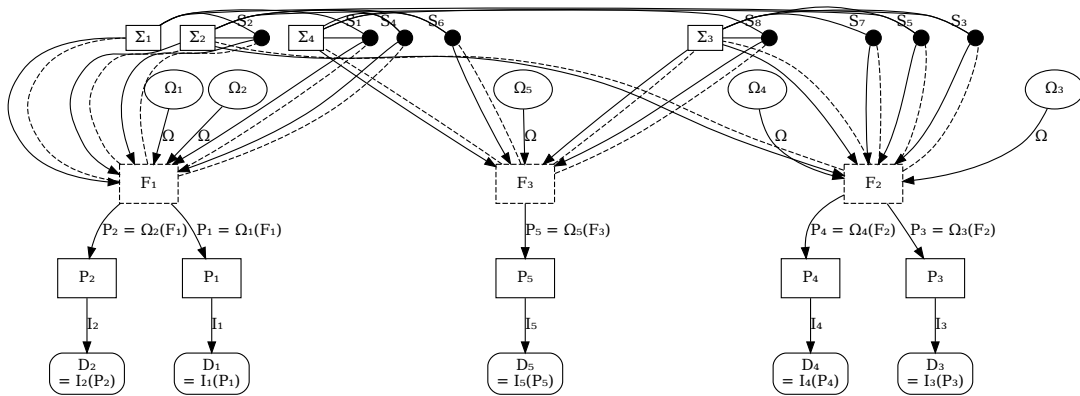 S₂ S₁ S₄ S₆ S₈ S₇ S₅ S₃
Σ₁ Σ₂ Σ₄ Σ₃
Ω₁ Ω₂ Ω₅ Ω₄ Ω₃
Ω Ω Ω Ω Ω
F₁ F₃ F₂
P₂ = Ω₂(F₁) P₁ = Ω₁(F₁) P₅ = Ω₅(F₃) P₄ = Ω₄(F₂) P₃ = Ω₃(F₂)
P₂ P₁ P₅ P₄ P₃
I₂ I₁ I₅ I₄ I₃
D₂ D₁ D₅ D₄ D₃
= I₂(P₂) = I₁(P₁) = I₅(P₅) = I₄(P₄) = I₃(P₃)